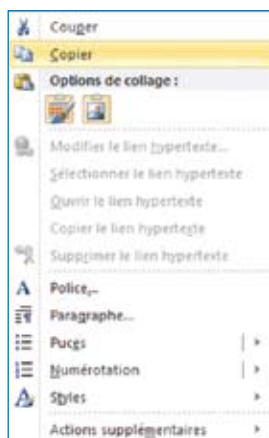 Couper
Copier
Options de collage :
Modifier le lien hypertexte...
Sélectionner le lien hypertexte
Ouvrir le lien hypertexte
Copier le lien hypertexte
Supprimer le lien hypertexte
Police...
Paragraphe...
Puces
Numérotation
Styles
Actions supplémentaires